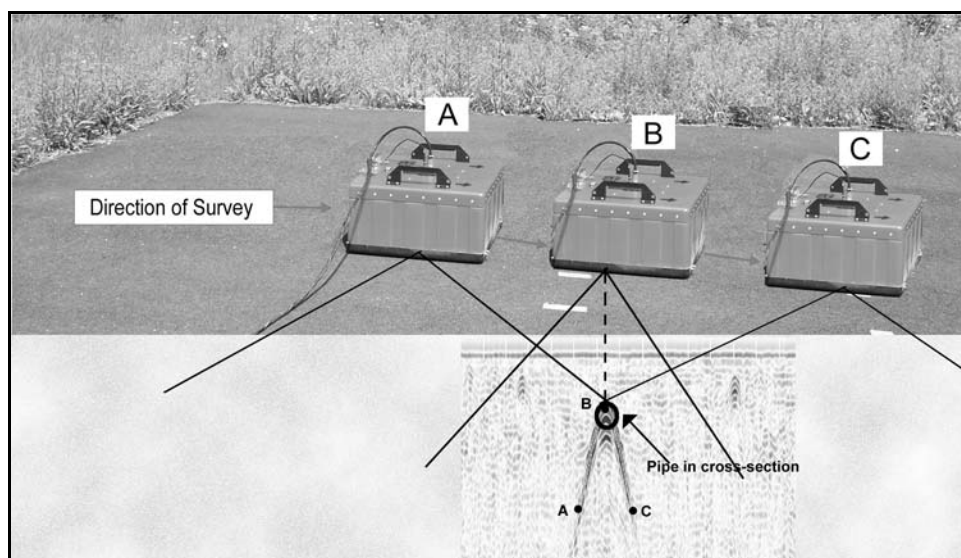 A
B
C
Direction of Survey
B
Pipe in cross-section
A
C